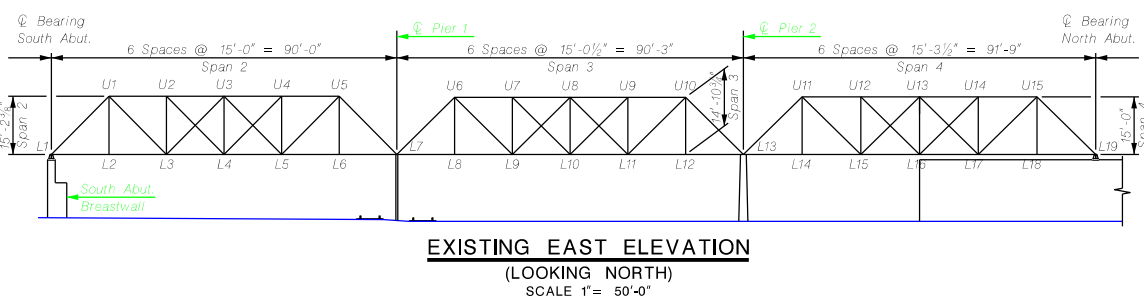 ℄ Bearing
South Abut.
℄ Pier 1
℄ Pier 2
℄ Bearing
North Abut.
6 Spaces @ 15'-0" = 90'-0"
6 Spaces @ 15'-0½" = 90'-3"
6 Spaces @ 15'-3½" = 91'-9"
Span 2
Span 3
Span 4
U1 U2 U3 U4 U5 U6 U7 U8 U9 U10 U11 U12 U13 U14 U15
Span 2
14'-10¾"
Span 3
15'-0"
Span 4
L1 L7 L13 L19
L2 L3 L4 L5 L6 L8 L9 L10 L11 L12 L14 L15 L16 L17 L18
South Abut.
Breastwall
EXISTING EAST ELEVATION
(LOOKING NORTH)
SCALE 1"= 50'-0"